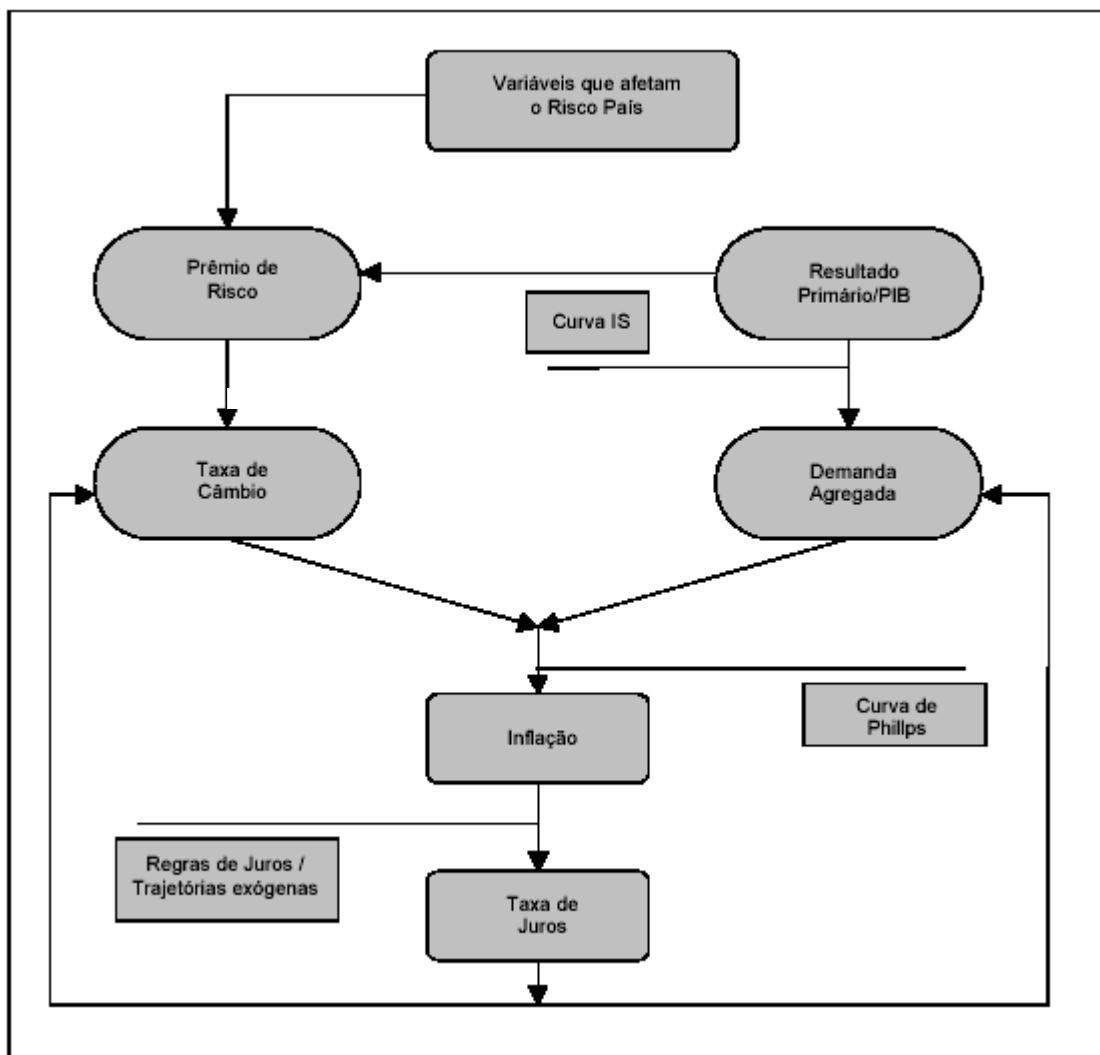 Variáveis que afetam
o Risco País
Prêmio de
Risco
Resultado
Primário/PIB
Curva IS
Taxa de
Câmbio
Demanda
Agregada
Curva de
Phillps
Inflação
Regras de Juros /
Trajetórias exógenas
Taxa de
Juros